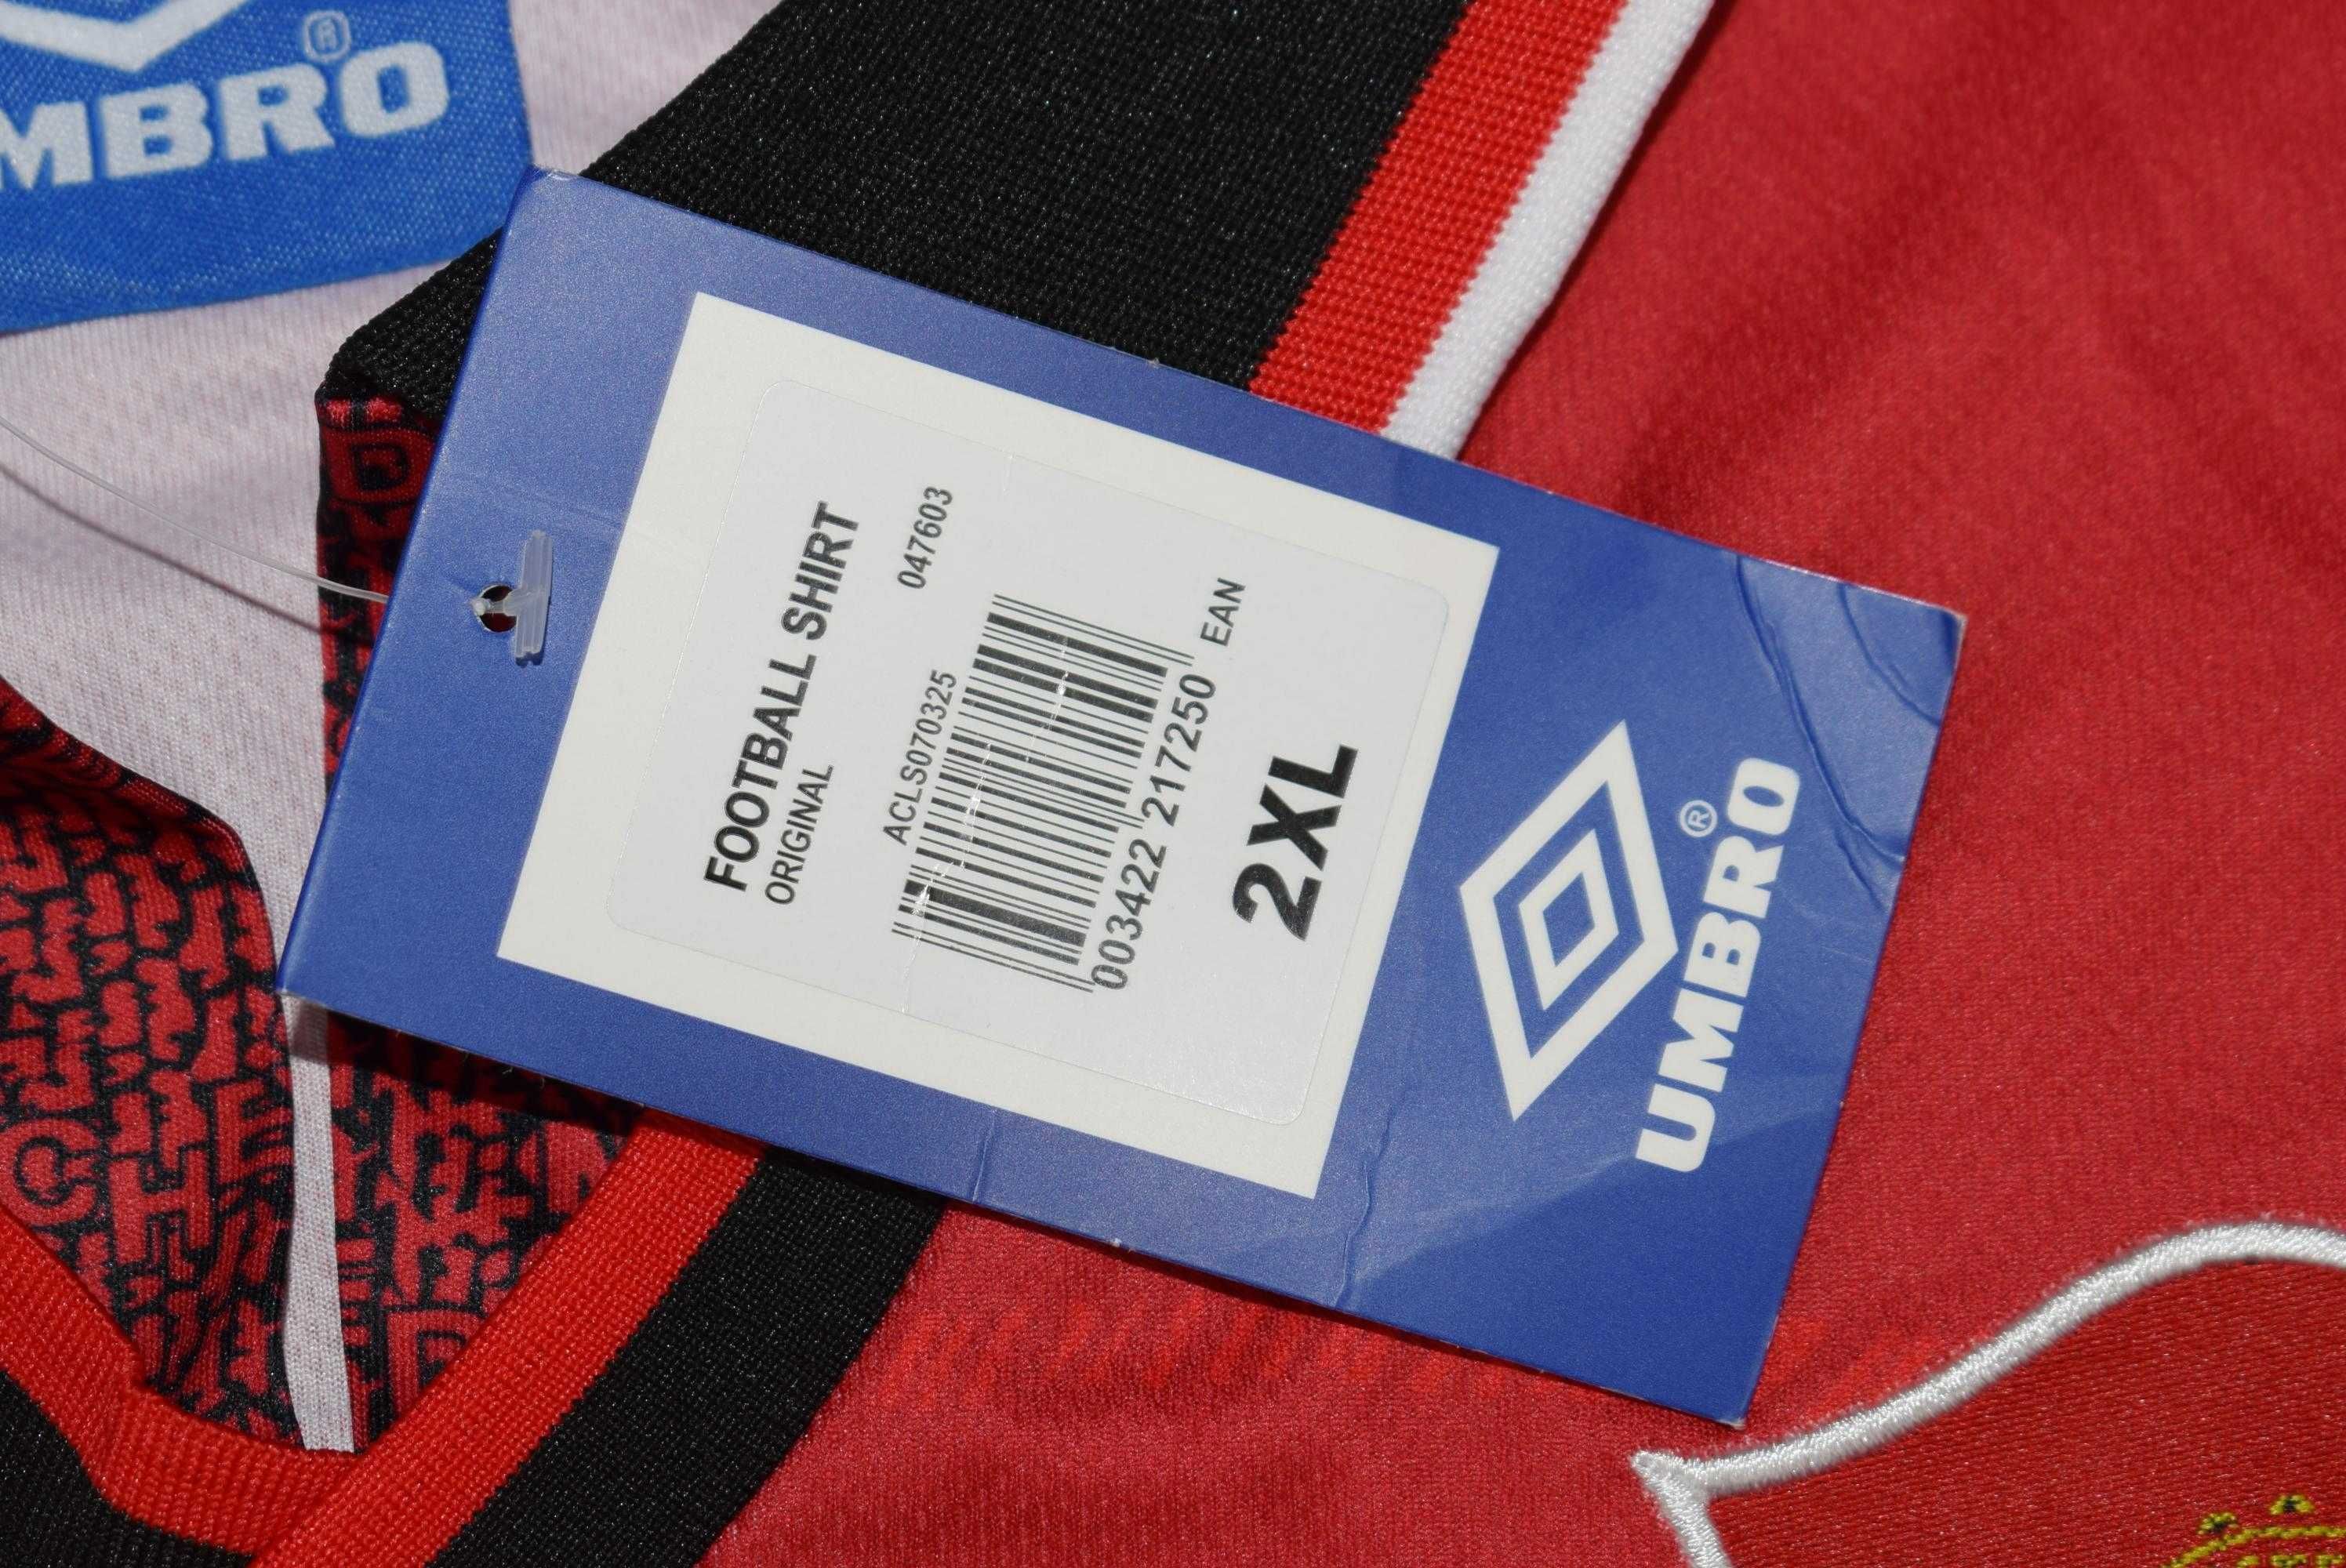 MBRO
®
FOOTBALL SHIRT
ORIGINAL
ACLS070325 047603
003422 217250 EAN
2XL
UMBRO
®